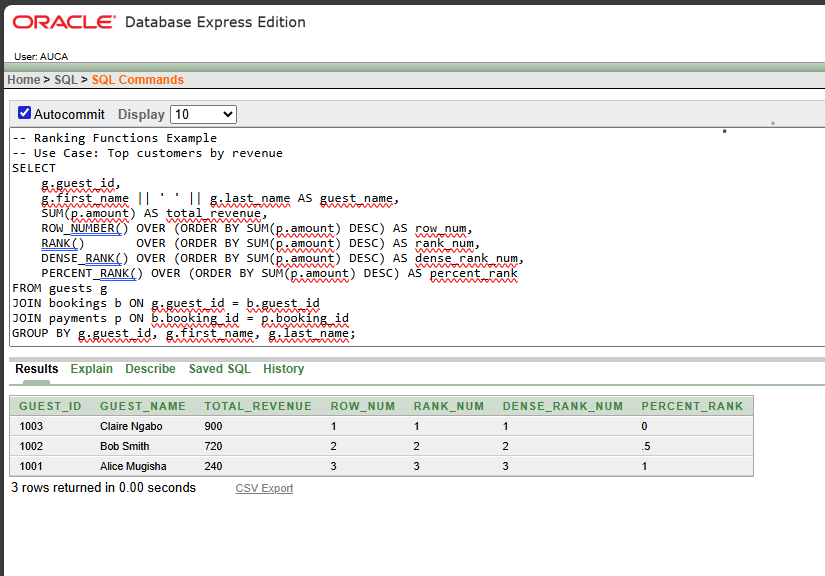 ORACLE® Database Express Edition
User: AUCA
Home > SQL > SQL Commands
Autocommit Display 10
-- Ranking Functions Example
-- Use Case: Top customers by revenue
SELECT
g.guest_id,
g.first_name || ' ' || g.last_name AS guest_name,
SUM(p.amount) AS total_revenue,
ROW_NUMBER() OVER (ORDER BY SUM(p.amount) DESC) AS row_num,
RANK() OVER (ORDER BY SUM(p.amount) DESC) AS rank_num,
DENSE_RANK() OVER (ORDER BY SUM(p.amount) DESC) AS dense_rank_num,
PERCENT_RANK() OVER (ORDER BY SUM(p.amount) DESC) AS percent_rank
FROM guests g
JOIN bookings b ON g.guest_id = b.guest_id
JOIN payments p ON b.booking_id = p.booking_id
GROUP BY g.guest_id, g.first_name, g.last_name;
Results Explain Describe Saved SQL History
GUEST_ID GUEST_NAME TOTAL_REVENUE ROW_NUM RANK_NUM DENSE_RANK_NUM PERCENT_RANK
1003 Claire Ngabo 900 1 1 1 0
1002 Bob Smith 720 2 2 2 .5
1001 Alice Mugisha 240 3 3 3 1
3 rows returned in 0.00 seconds CSV Export